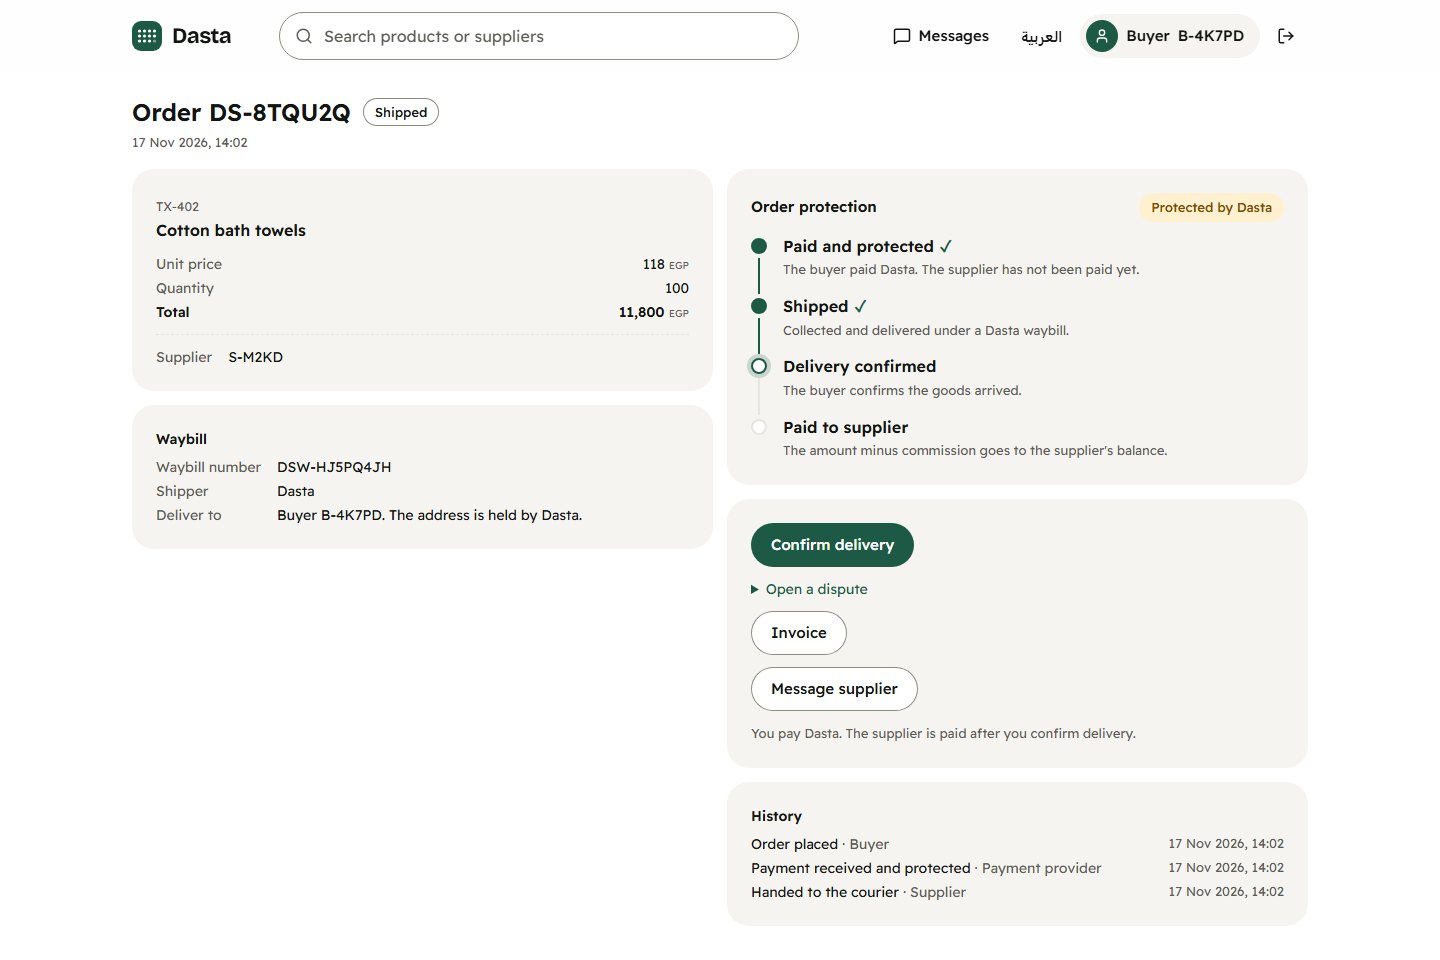 Dasta
Search products or suppliers
Messages
العربية
Buyer B-4K7PD
Order DS-8TQU2Q
Shipped
17 Nov 2026, 14:02
TX-402
Cotton bath towels
Unit price 118 EGP
Quantity 100
Total 11,800 EGP
Supplier S-M2KD
Waybill
Waybill number DSW-HJ5PQ4JH
Shipper Dasta
Deliver to Buyer B-4K7PD. The address is held by Dasta.
Order protection
Protected by Dasta
Paid and protected ✓
The buyer paid Dasta. The supplier has not been paid yet.
Shipped ✓
Collected and delivered under a Dasta waybill.
Delivery confirmed
The buyer confirms the goods arrived.
Paid to supplier
The amount minus commission goes to the supplier's balance.
Confirm delivery
Open a dispute
Invoice
Message supplier
You pay Dasta. The supplier is paid after you confirm delivery.
History
Order placed · Buyer 17 Nov 2026, 14:02
Payment received and protected · Payment provider 17 Nov 2026, 14:02
Handed to the courier · Supplier 17 Nov 2026, 14:02